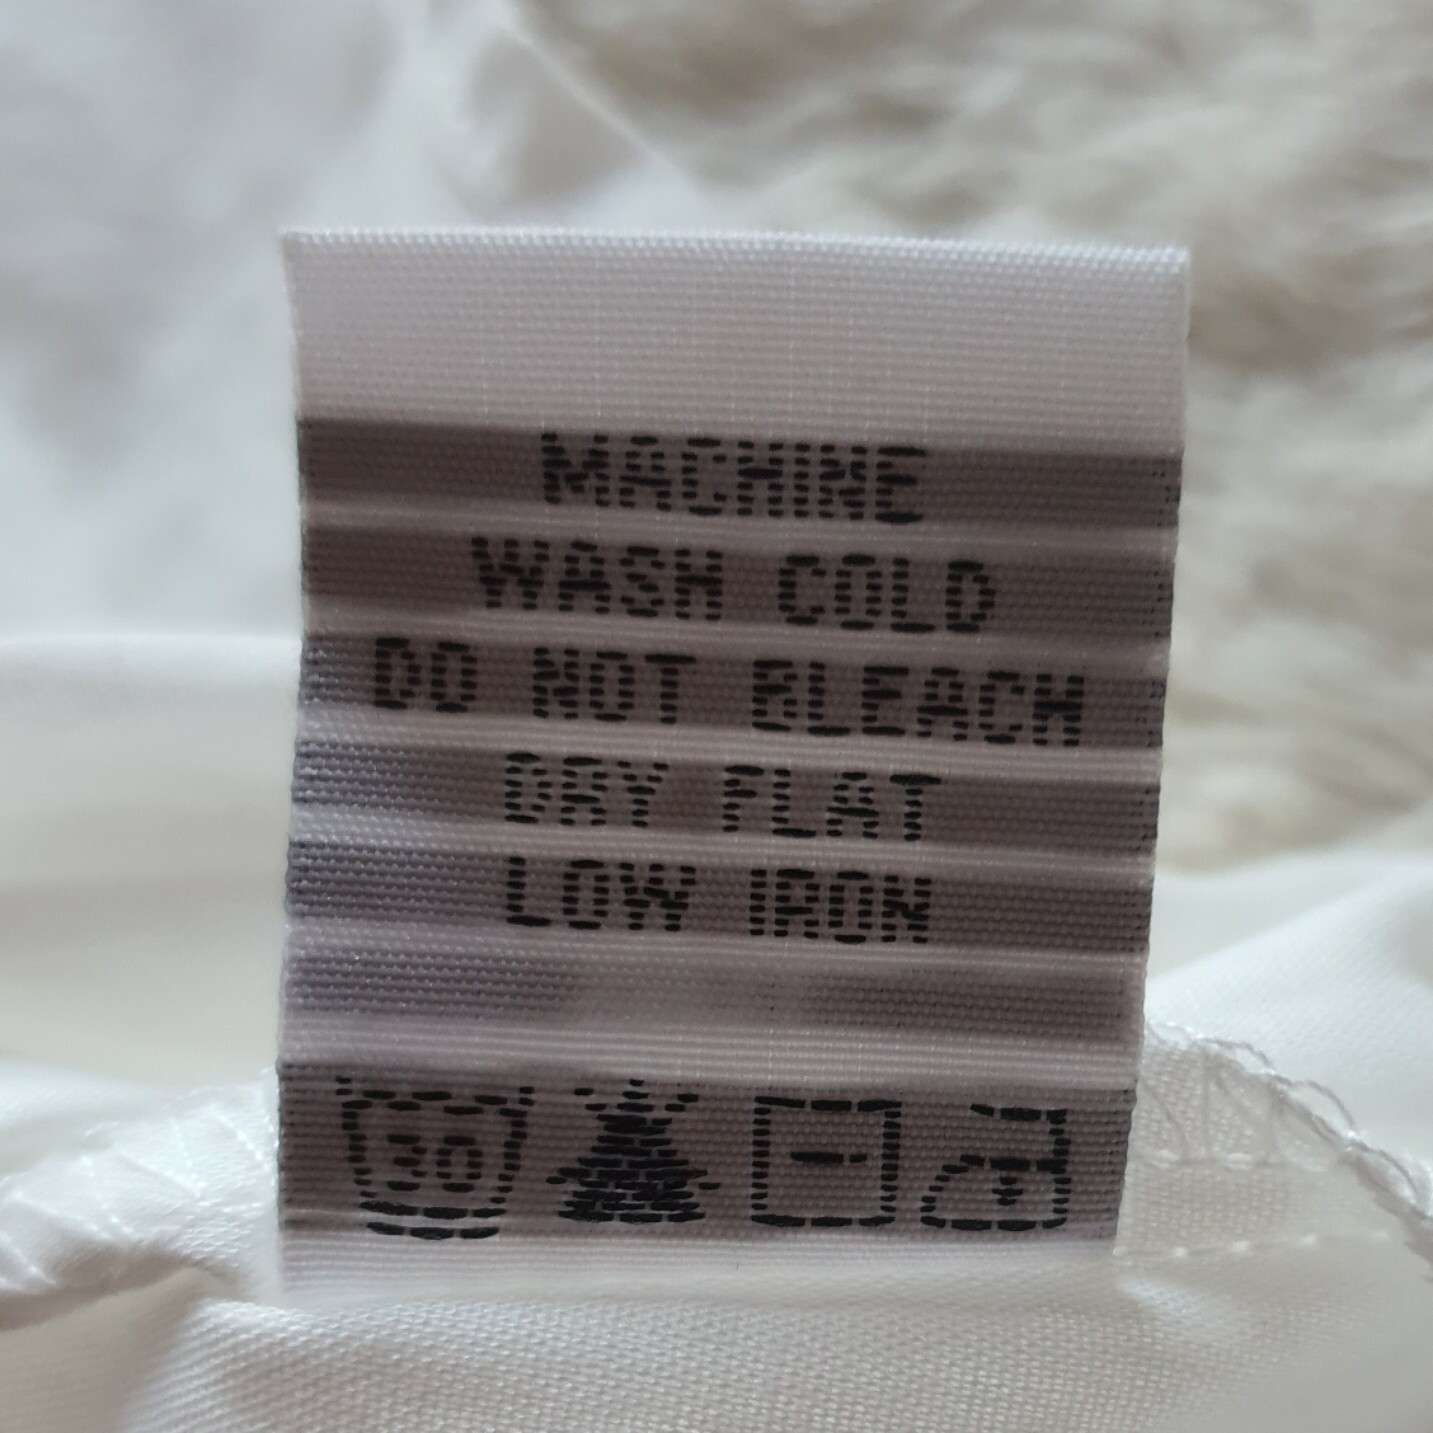 MACHINE
WASH COLD
DO NOT BLEACH
DRY FLAT
LOW IRON
30